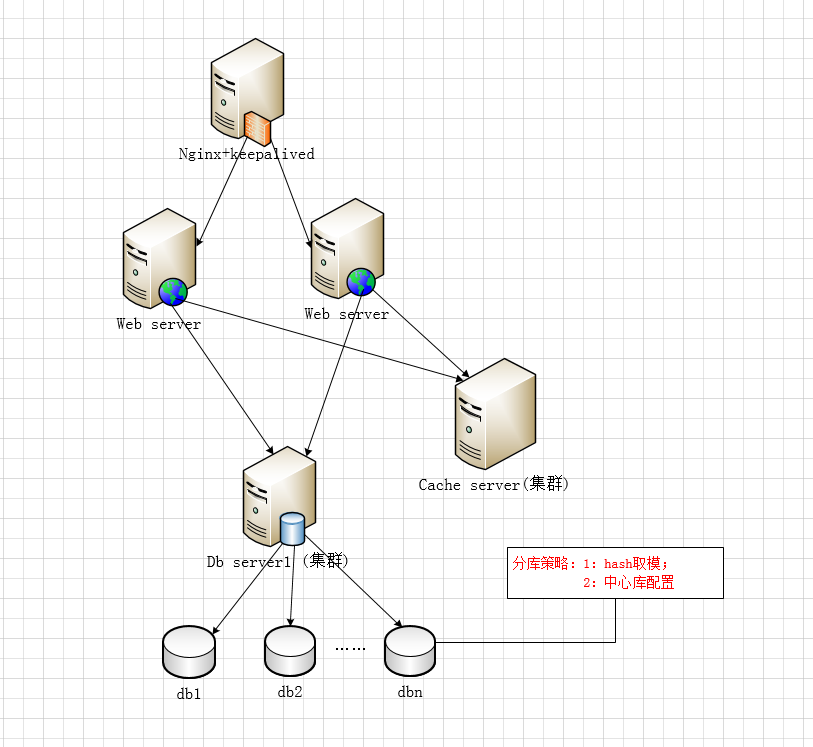 Nginx+keepalived
Web server
Web server
Cache server(集群)
Db server1 (集群)
分库策略：1：hash取模；
2：中心库配置
db1
db2
……
dbn